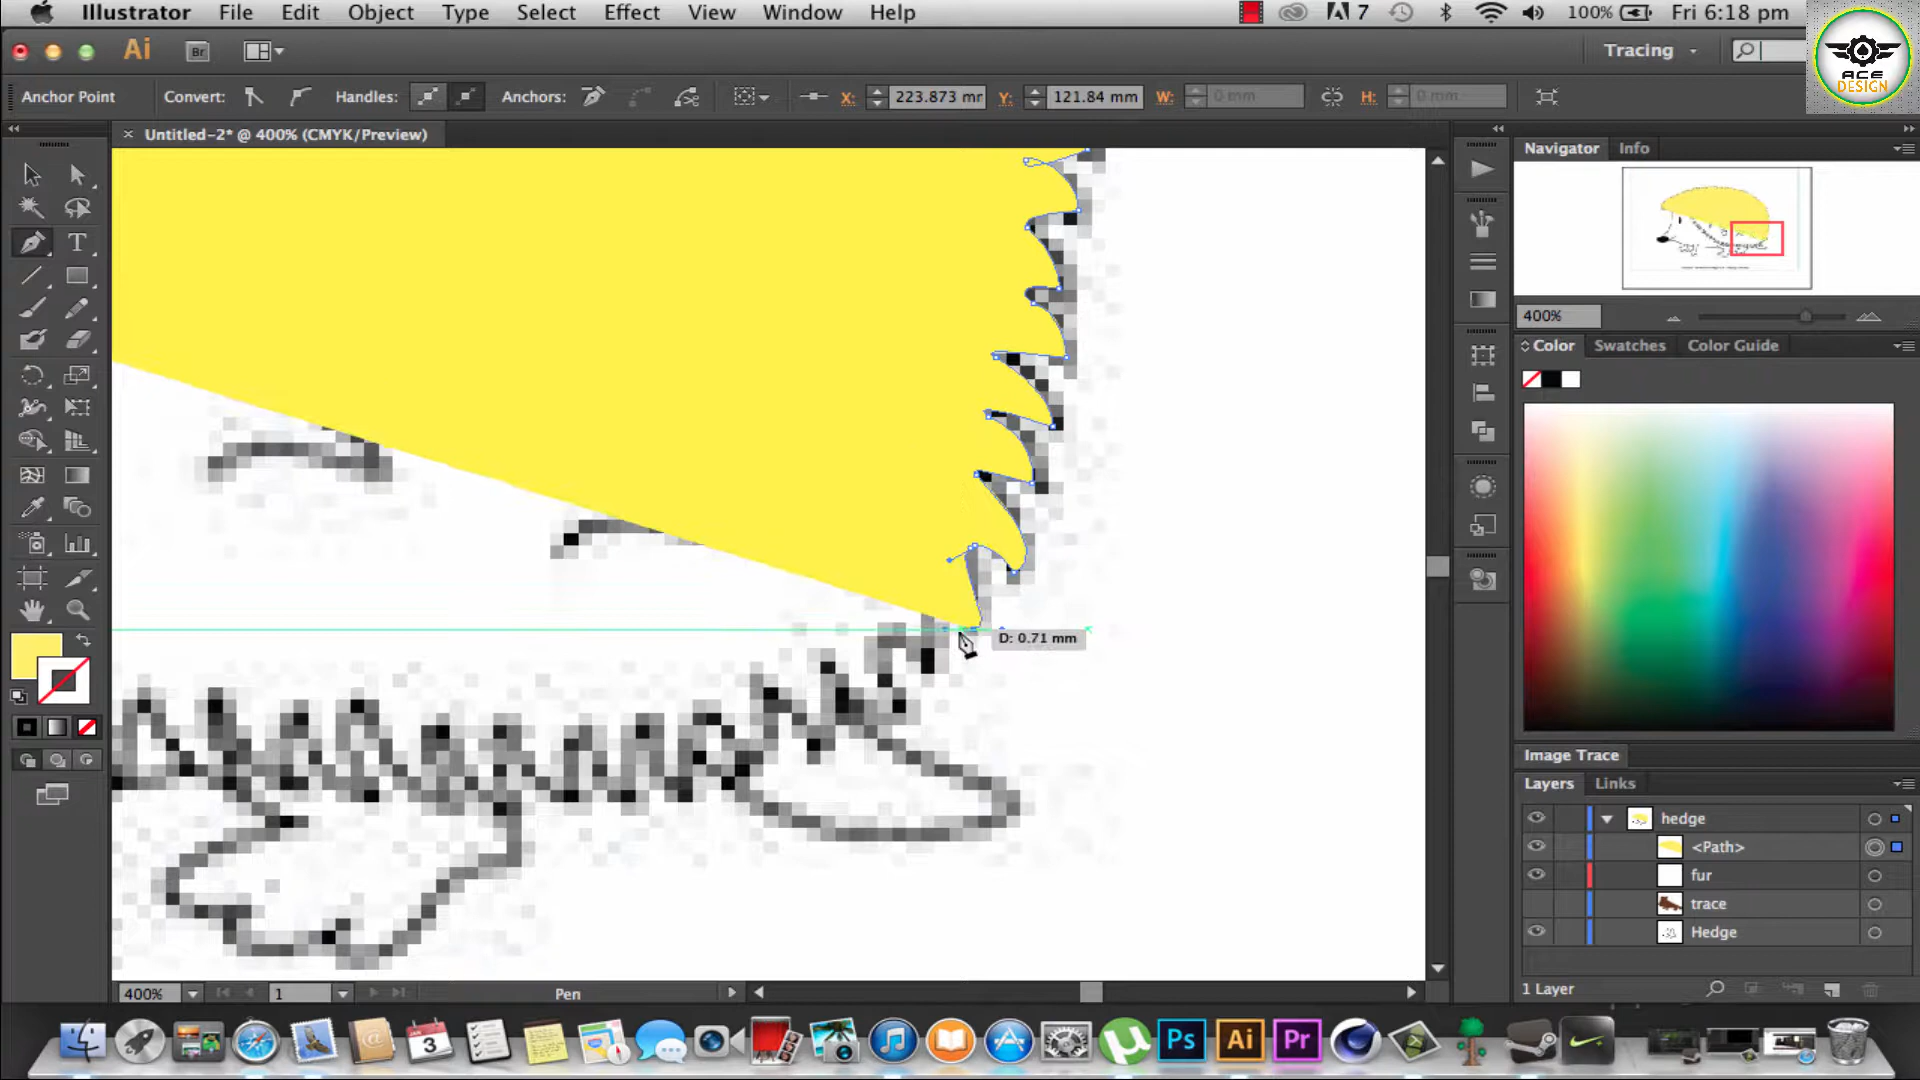 Illustrator File Edit Object Type Select Effect View Window Help 7 100% Fri 6:18 pm
Ai Br Tracing
ACE
DESIGN
Anchor Point Convert: Handles: Anchors: X: 223.873 mr Y: 121.84 mm W: 0 mm H: 0 mm
Untitled-2* @ 400% (CMYK/Preview)
Navigator Info
400%
Color Swatches Color Guide
D: 0.71 mm
Image Trace
Layers Links
hedge
<Path>
fur
trace
Hedge
1 Layer
400% 1 Pen
3 Ps Ai Pr